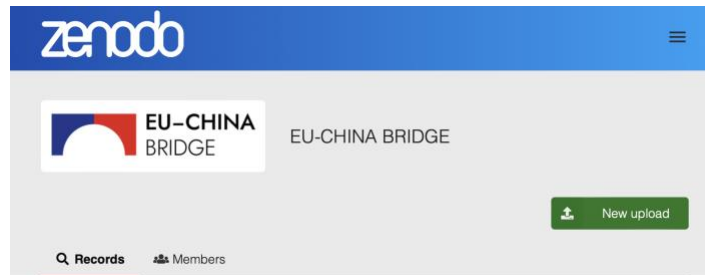 zenodo
EU–CHINA
BRIDGE
EU-CHINA BRIDGE
New upload
Records Members